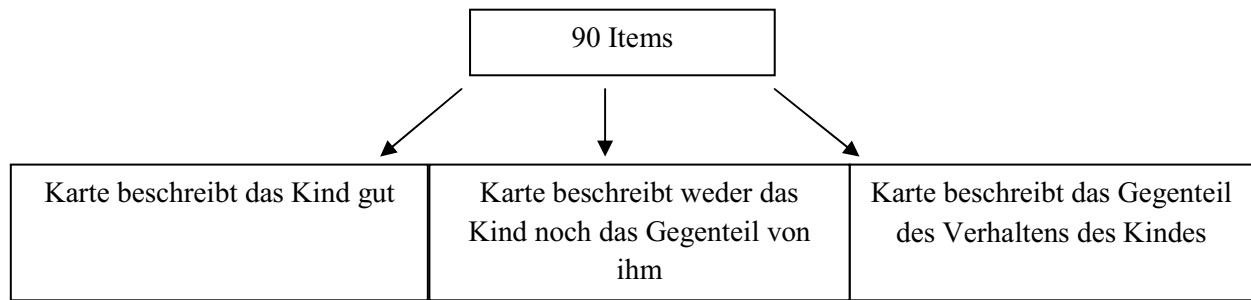 90 Items
Karte beschreibt das Kind gut
Karte beschreibt weder das
Kind noch das Gegenteil von
ihm
Karte beschreibt das Gegenteil
des Verhaltens des Kindes